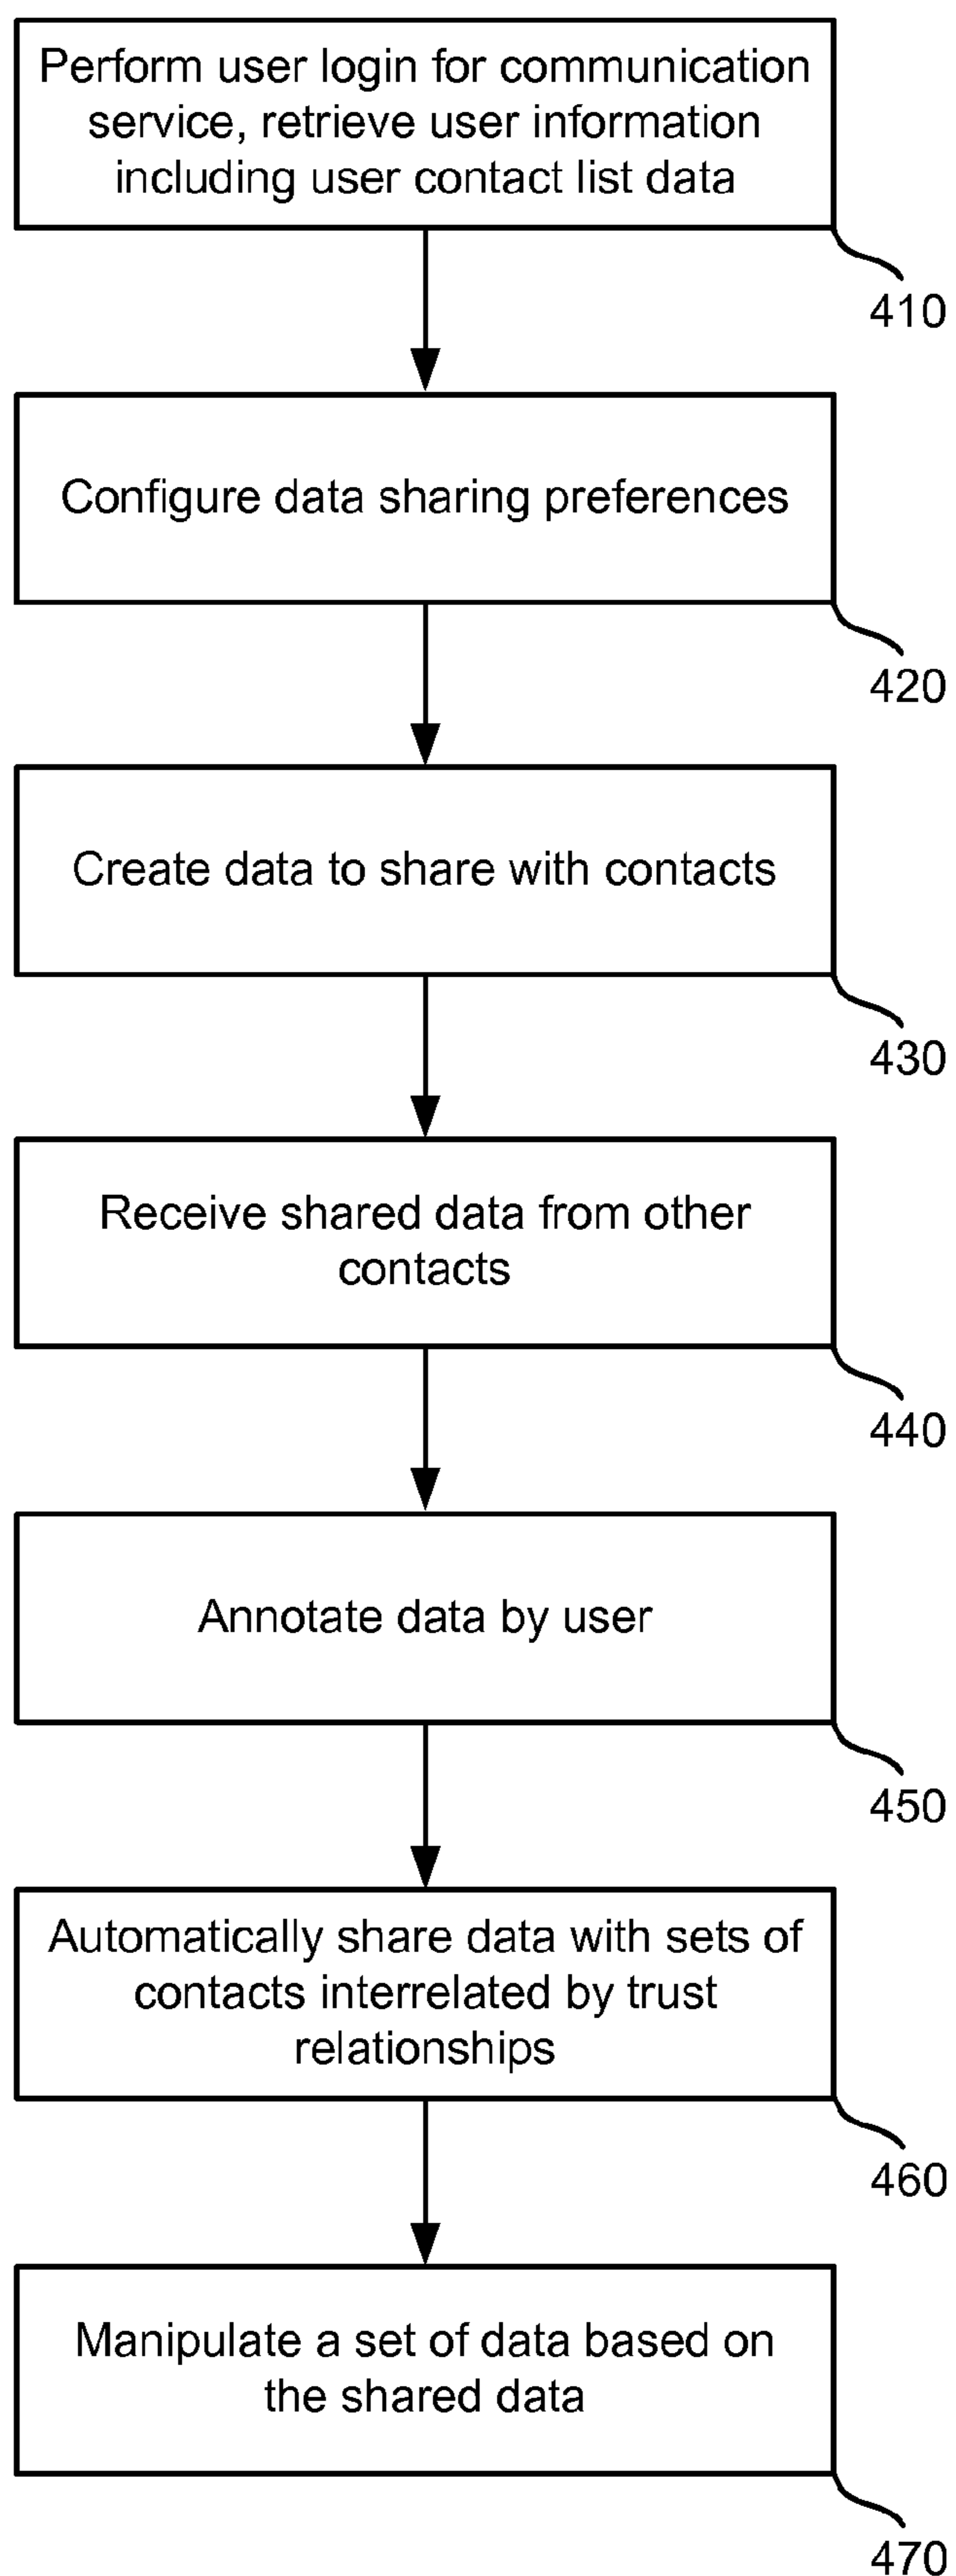 Perform user login for communication
service, retrieve user information
including user contact list data
410
Configure data sharing preferences
420
Create data to share with contacts
430
Receive shared data from other
contacts
440
Annotate data by user
450
Automatically share data with sets of
contacts interrelated by trust
relationships
460
Manipulate a set of data based on
the shared data
470